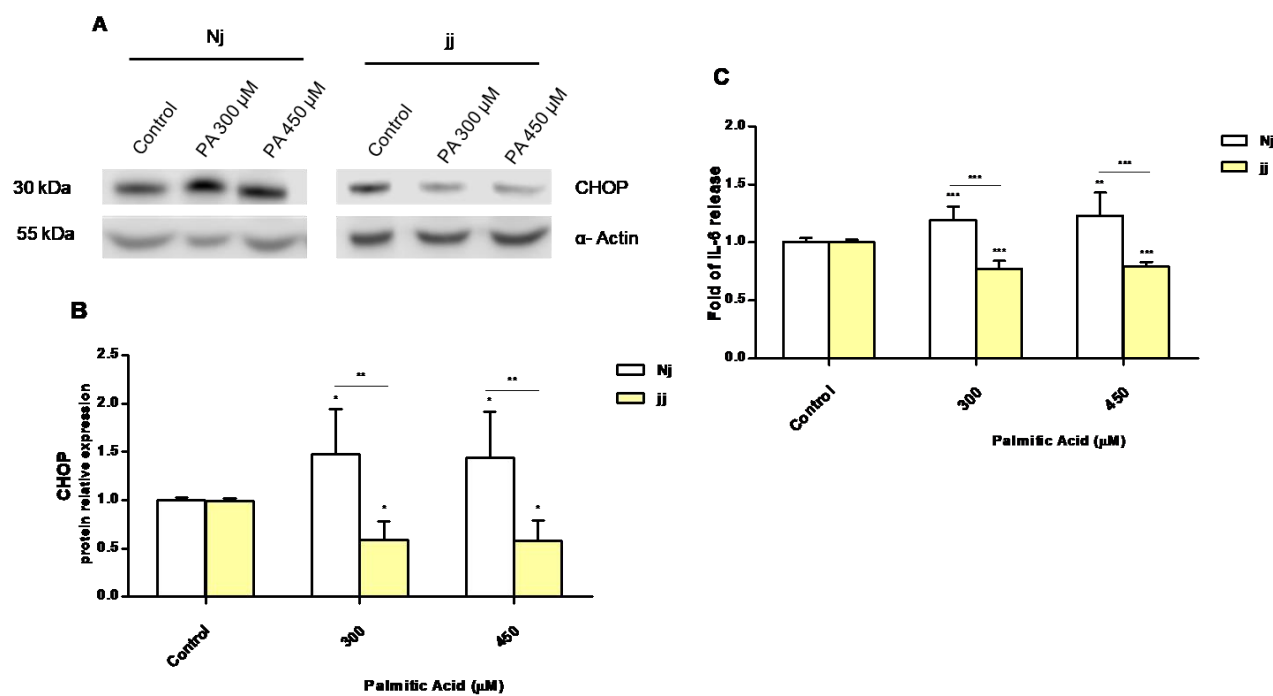 A
Nj
jj
Control
PA 300 µM
PA 450 µM
Control
PA 300 µM
PA 450 µM
30 kDa
CHOP
55 kDa
α- Actin
B
2.5
2.0
1.5
1.0
0.5
0.0
CHOP
protein relative expression
*
**
*
*
**
*
Control
300
450
Palmitic Acid (µM)
Nj
jj
C
2.0
1.5
1.0
0.5
0.0
Fold of IL-6 release
***
***
***
**
***
***
Control
300
450
Palmitic Acid (µM)
Nj
jj